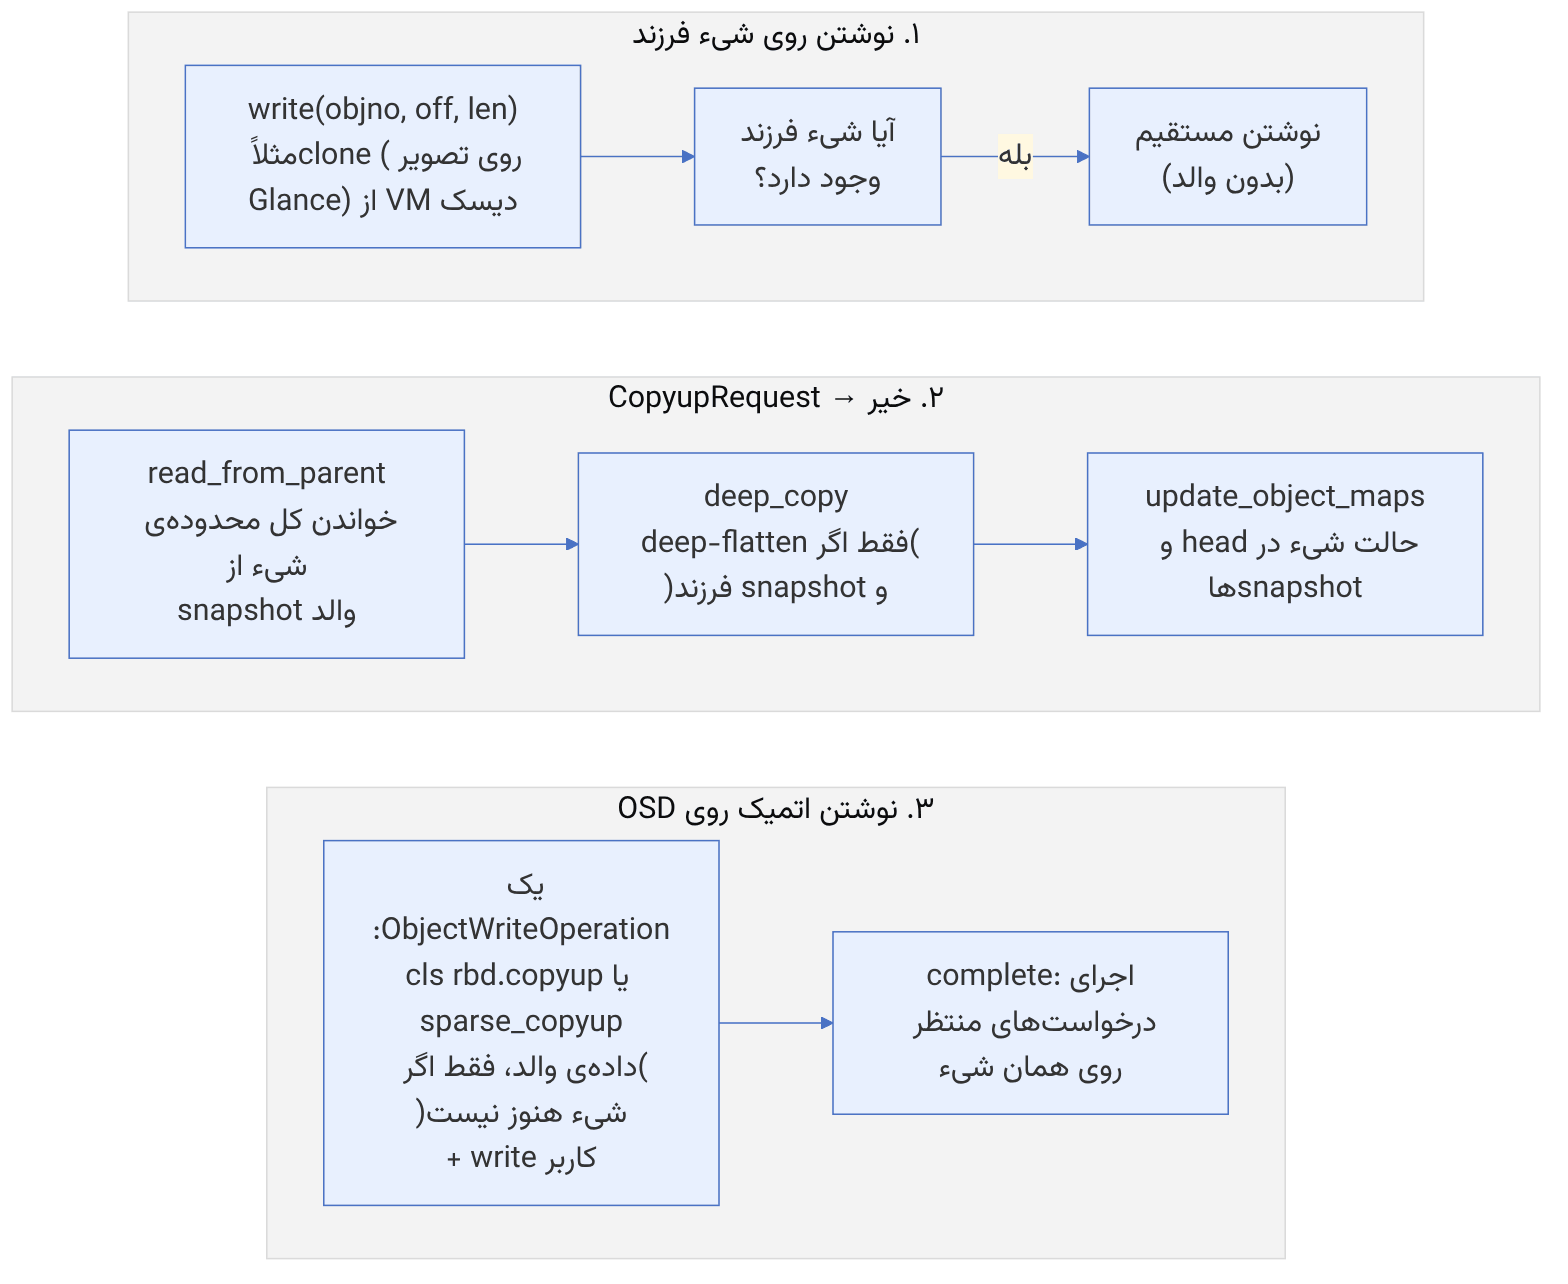 ۱. نوشتن روی شیء فرزند
write(objno, off, len)
روی تصویر ) cloneمثلاً
دیسک VM از (Glance
آیا شیء فرزند
وجود دارد؟
بله
نوشتن مستقیم
(بدون والد)
۲. خیر → CopyupRequest
read_from_parent
خواندن کل محدوده‌ی
شیء از
snapshot والد
deep_copy
)فقط اگر deep-flatten
و snapshot فرزند(
update_object_maps
حالت شیء در head و
snapshotها
۳. نوشتن اتمیک روی OSD
یک
ObjectWriteOperation:
cls rbd.copyup یا
sparse_copyup
)داده‌ی والد، فقط اگر
شیء هنوز نیست(
+ write کاربر
complete: اجرای
درخواست‌های منتظر
روی همان شیء